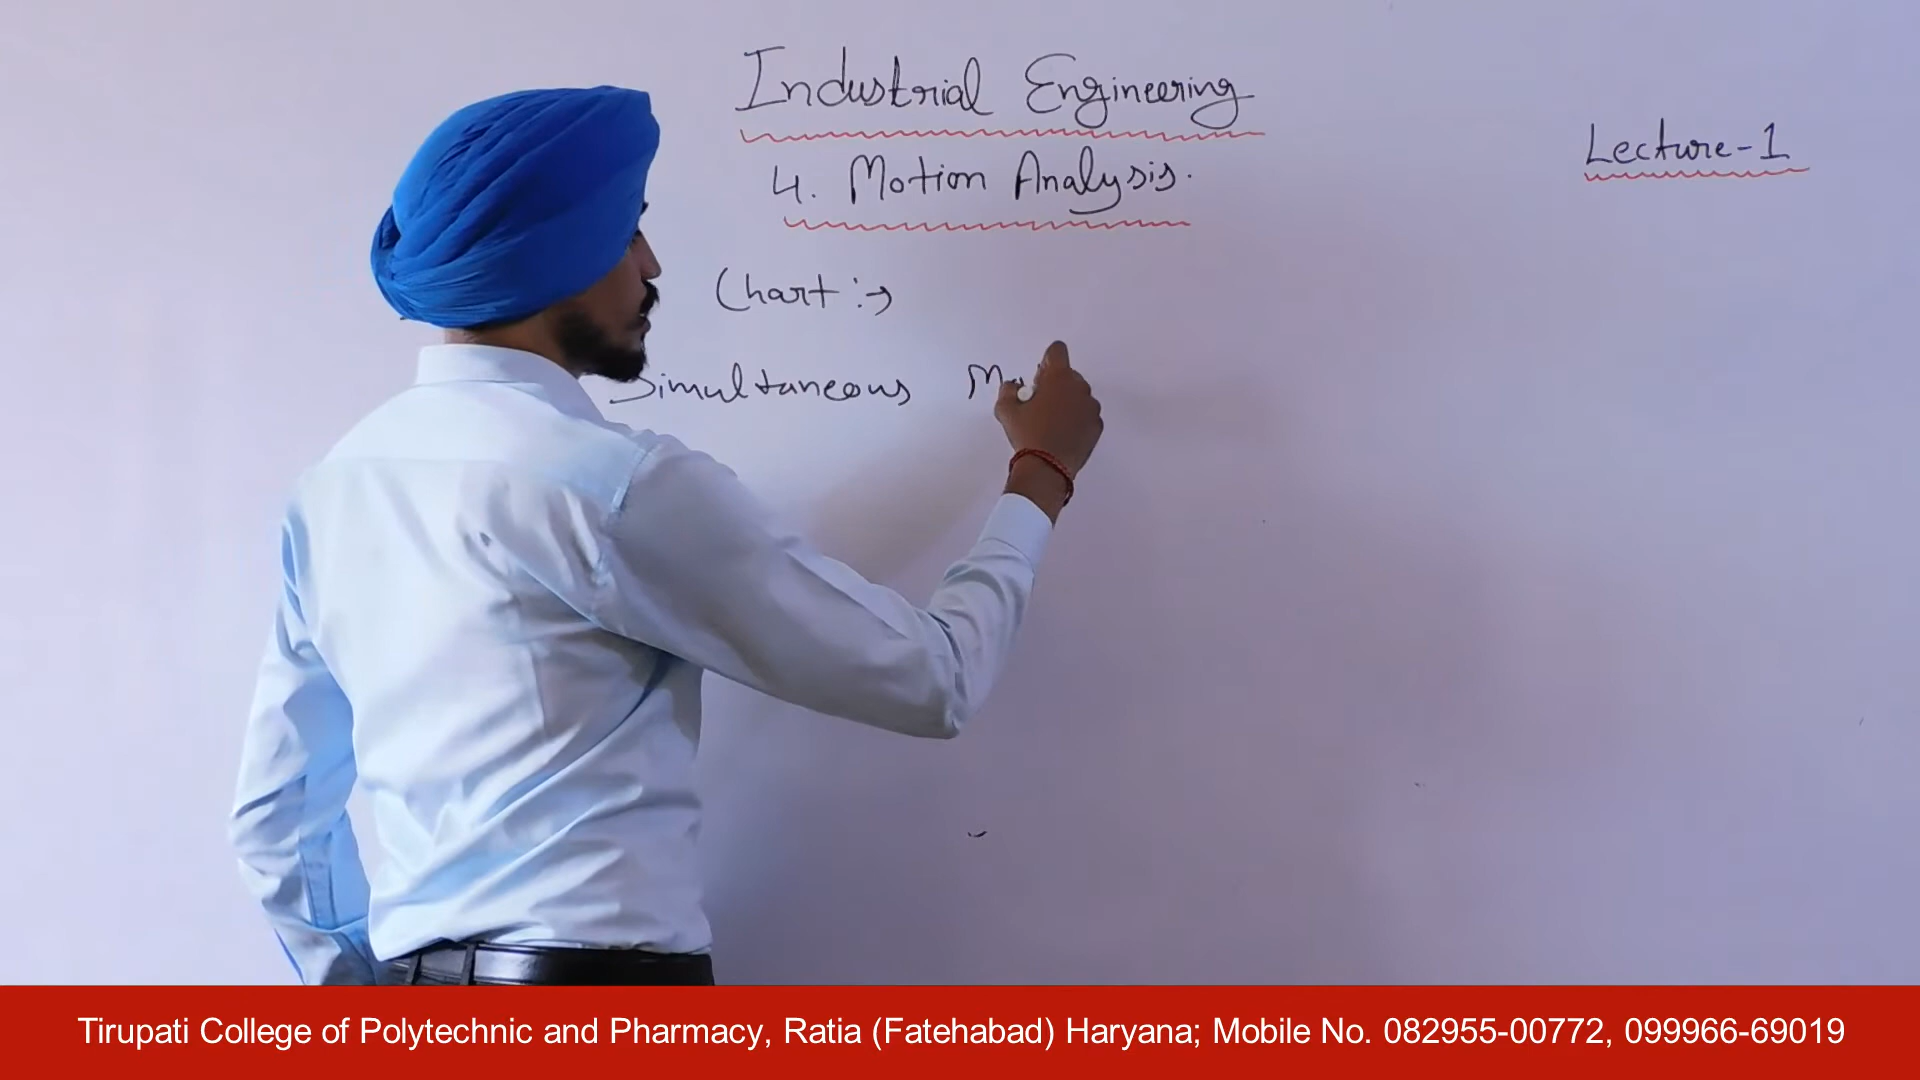 Industrial Engineering
Lecture-1
4. Motion Analysis.
Chart :→
Simultaneous
Tirupati College of Polytechnic and Pharmacy, Ratia (Fatehabad) Haryana; Mobile No. 082955-00772, 099966-69019